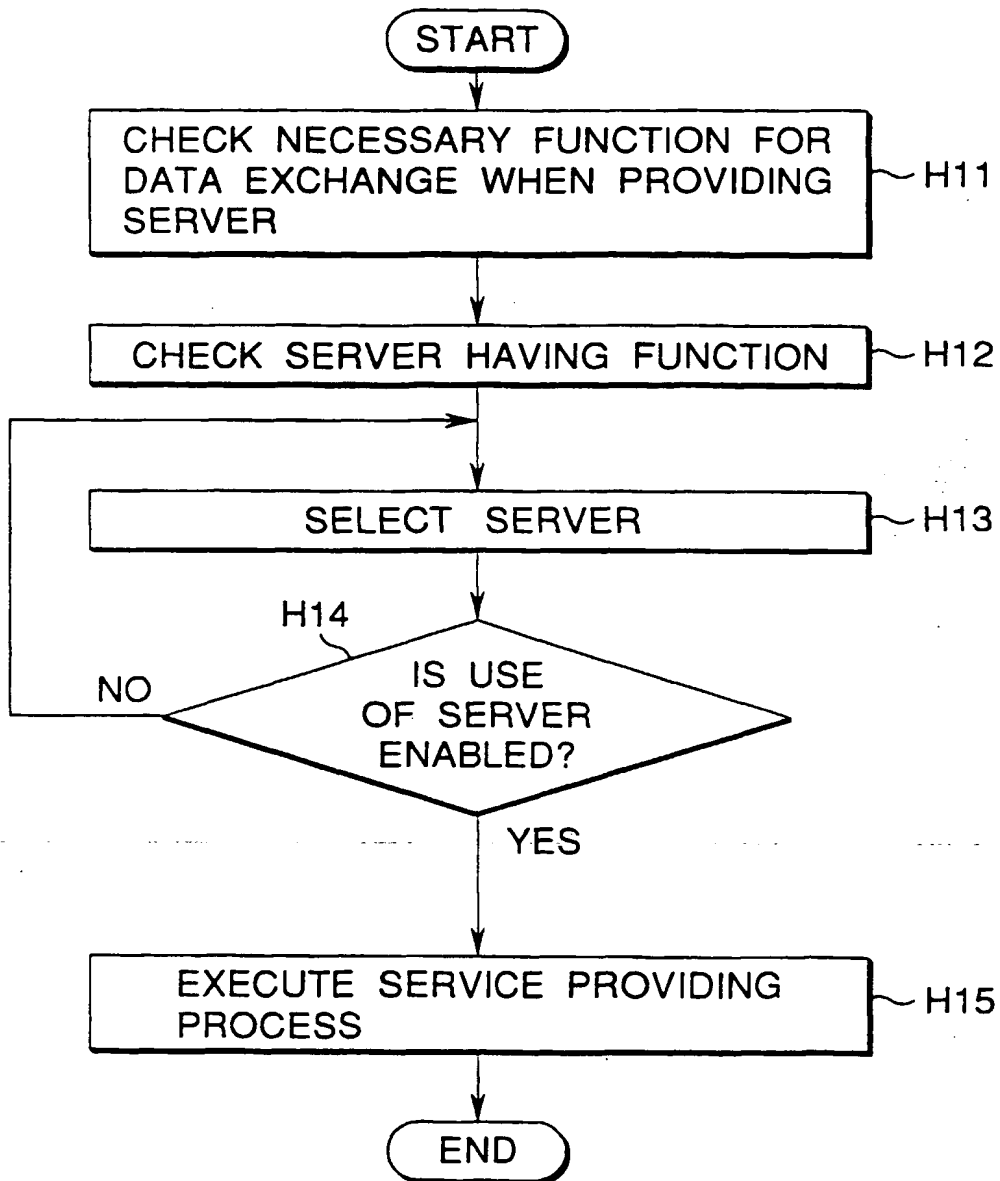 START
CHECK NECESSARY FUNCTION FOR
DATA EXCHANGE WHEN PROVIDING
SERVER
H11
CHECK SERVER HAVING FUNCTION
H12
SELECT SERVER
H13
H14
IS USE
OF SERVER
ENABLED?
NO
YES
EXECUTE SERVICE PROVIDING
PROCESS
H15
END